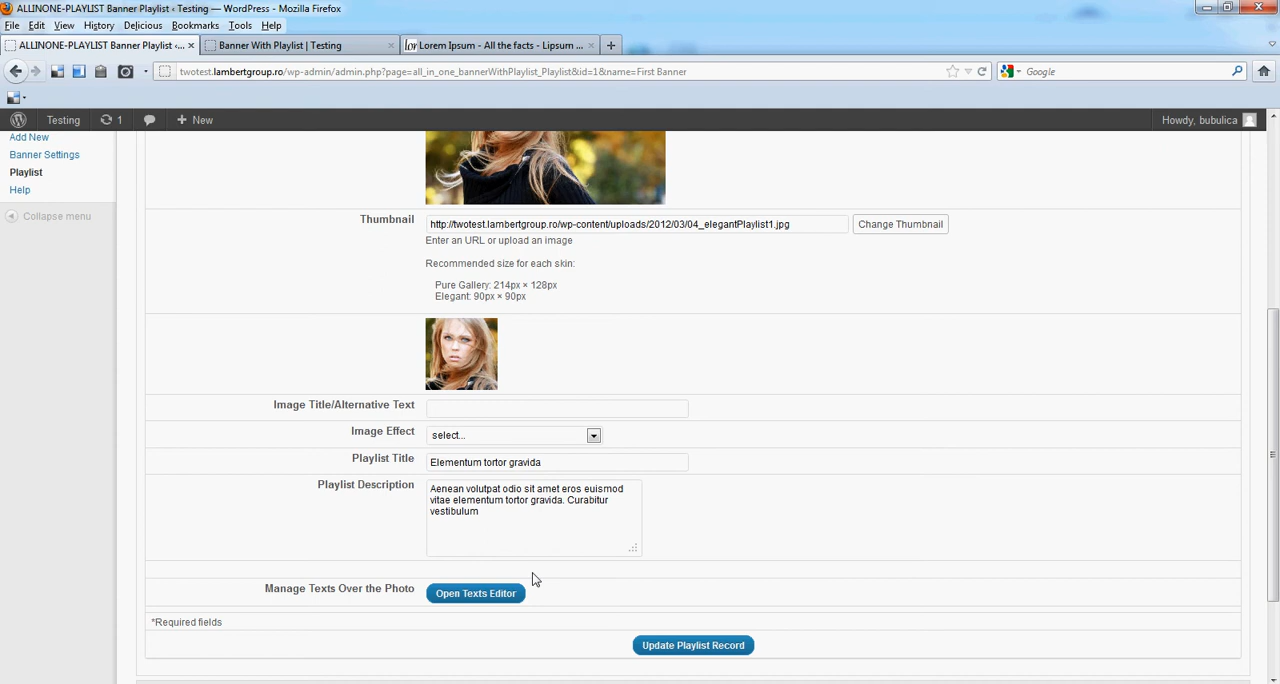 ALLINONE-PLAYLIST Banner Playlist ‹ Testing — WordPress - Mozilla Firefox
File Edit View History Delicious Bookmarks Tools Help
ALLINONE-PLAYLIST Banner Playlist ‹... × Banner With Playlist | Testing × Lorem Ipsum - All the facts - Lipsum ... × +
twotest.lambertgroup.ro/wp-admin/admin.php?page=all_in_one_bannerWithPlaylist_Playlist&id=1&name=First Banner Google
Testing 1 + New Howdy, bubulica
Add New
Banner Settings
Playlist
Help
Collapse menu
Thumbnail
http://twotest.lambertgroup.ro/wp-content/uploads/2012/03/04_elegantPlaylist1.jpg Change Thumbnail
Enter an URL or upload an image
Recommended size for each skin:
Pure Gallery: 214px × 128px
Elegant: 90px × 90px
Image Title/Alternative Text
Image Effect select...
Playlist Title Elementum tortor gravida
Playlist Description Aenean volutpat odio sit amet eros euismod
vitae elementum tortor gravida. Curabitur
vestibulum
Manage Texts Over the Photo Open Texts Editor
*Required fields
Update Playlist Record